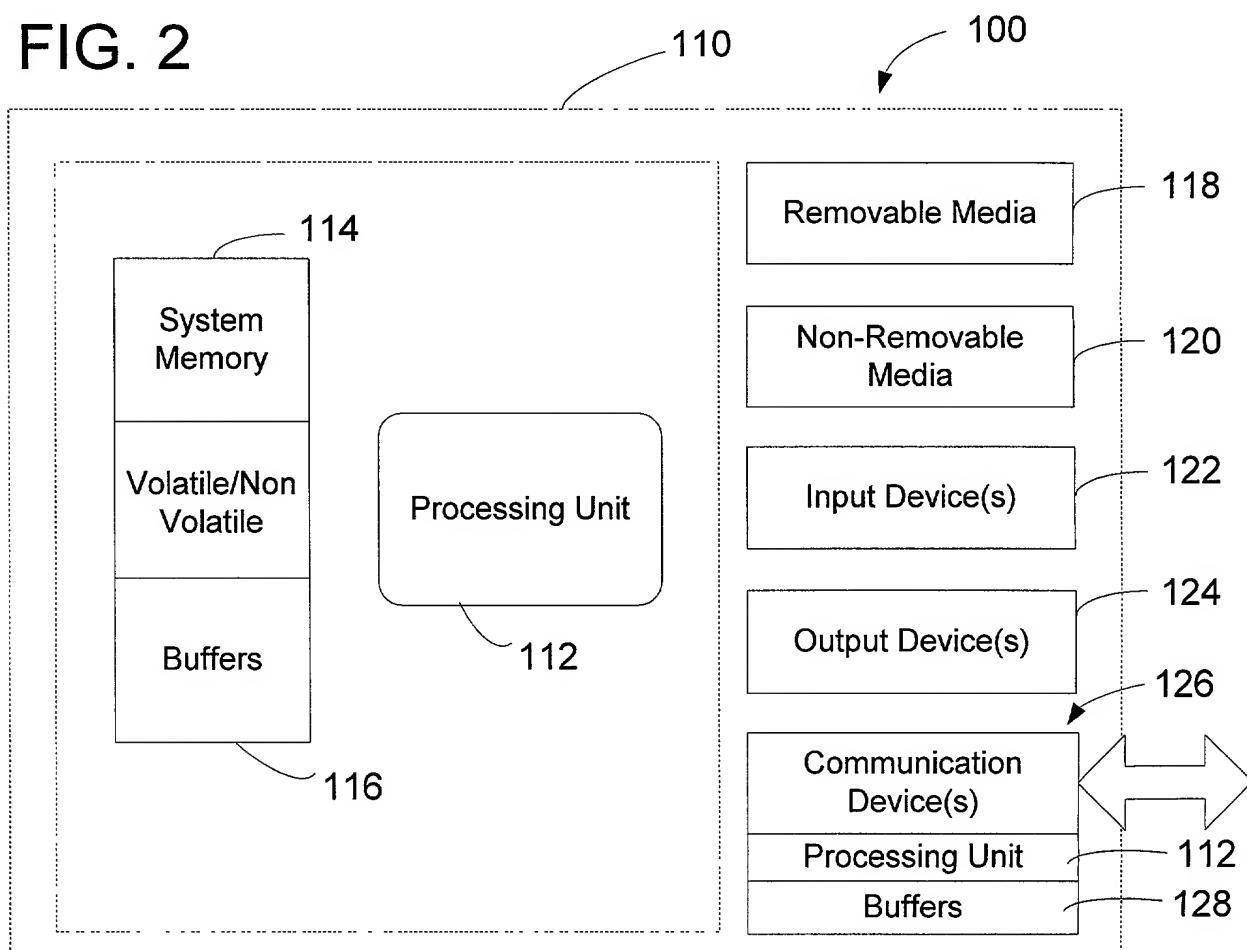 FIG. 2
110
100
114
System
Memory
Volatile/Non
Volatile
Buffers
116
Processing Unit
112
Removable Media
118
Non-Removable
Media
120
Input Device(s)
122
Output Device(s)
124
126
Communication
Device(s)
Processing Unit
112
Buffers
128